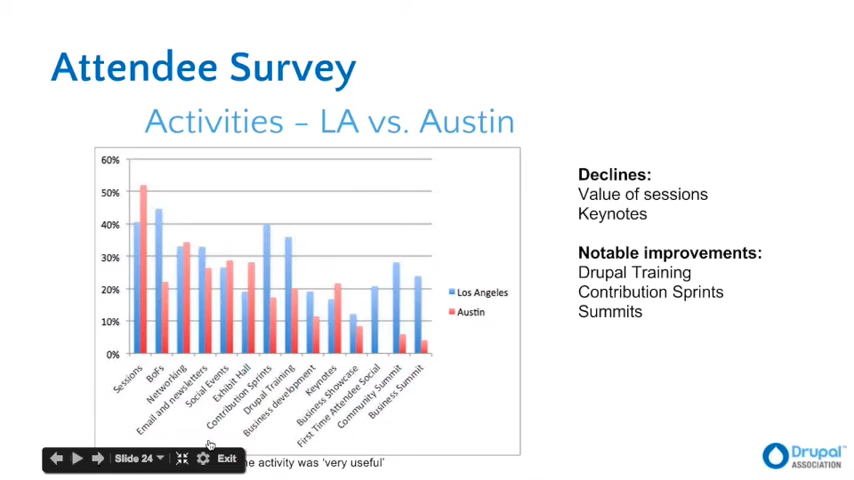 Attendee Survey
Activities – LA vs. Austin
60%
50%
40%
30%
20%
10%
0%
Sessions
BoFs
Networking
Email and newsletters
Social Events
Exhibit Hall
Contribution Sprints
Drupal Training
Business development
Keynotes
Business Showcase
First Time Attendee Social
Community Summit
Business Summit
Los Angeles
Austin
Declines:
Value of sessions
Keynotes
Notable improvements:
Drupal Training
Contribution Sprints
Summits
Slide 24
Exit
activity was ‘very useful’
Drupal
ASSOCIATION